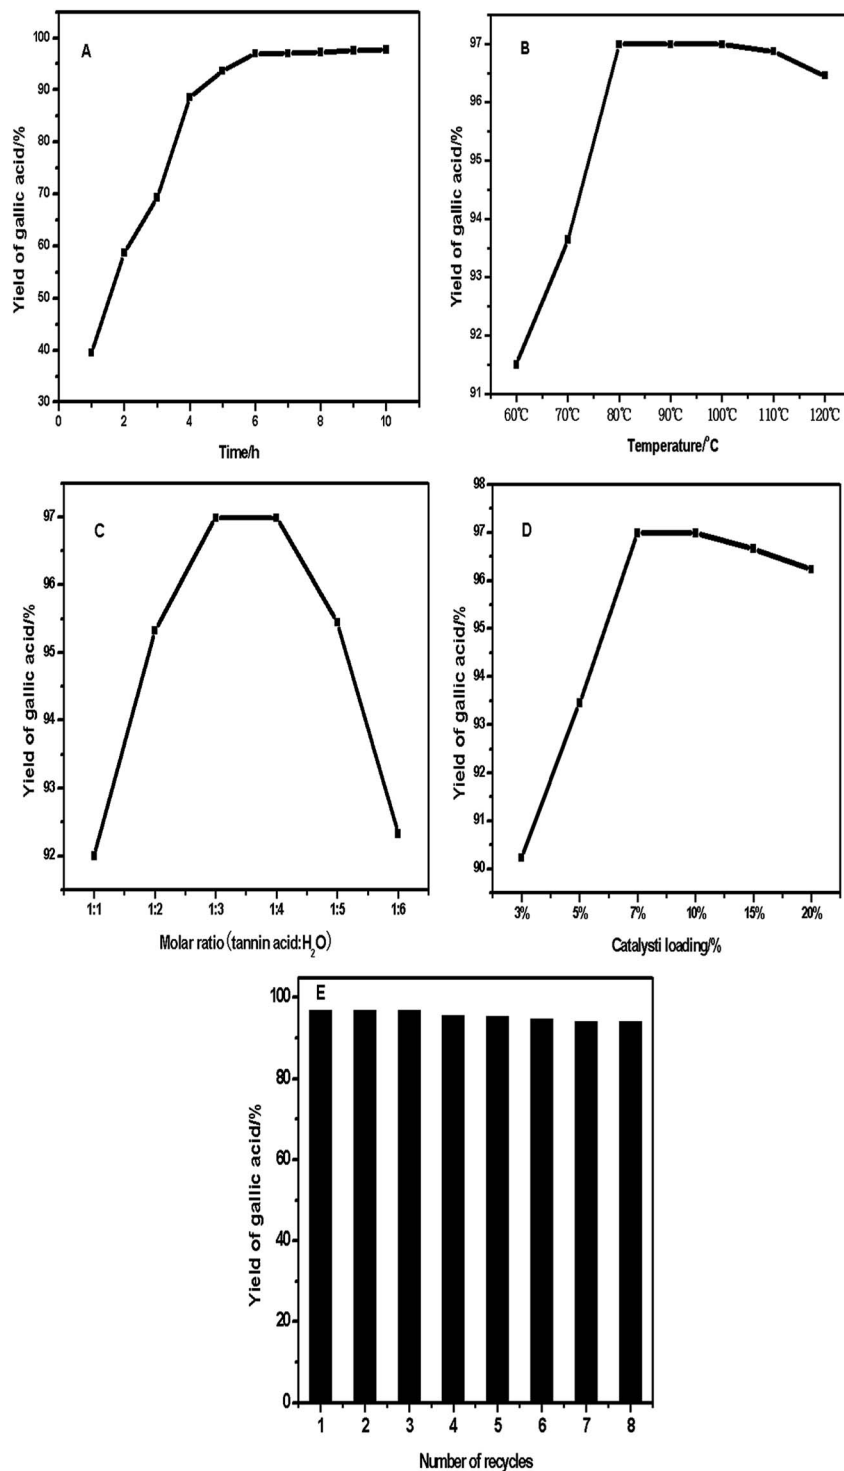 A
Yield of gallic acid/%
100
90
80
70
60
50
40
30
0 2 4 6 8 10
Time/h
B
Yield of gallic acid/%
97
96
95
94
93
92
91
60℃ 70℃ 80℃ 90℃ 100℃ 110℃ 120℃
Temperature/°C
C
Yield of gallic acid/%
97
96
95
94
93
92
1:1 1:2 1:3 1:4 1:5 1:6
Molar ratio (tannin acid:H₂O)
D
Yield of gallic acid/%
98
97
96
95
94
93
92
91
90
3% 5% 7% 10% 15% 20%
Catalysti loading/%
E
Yield of gallic acid/%
100
80
60
40
20
0
1 2 3 4 5 6 7 8
Number of recycles